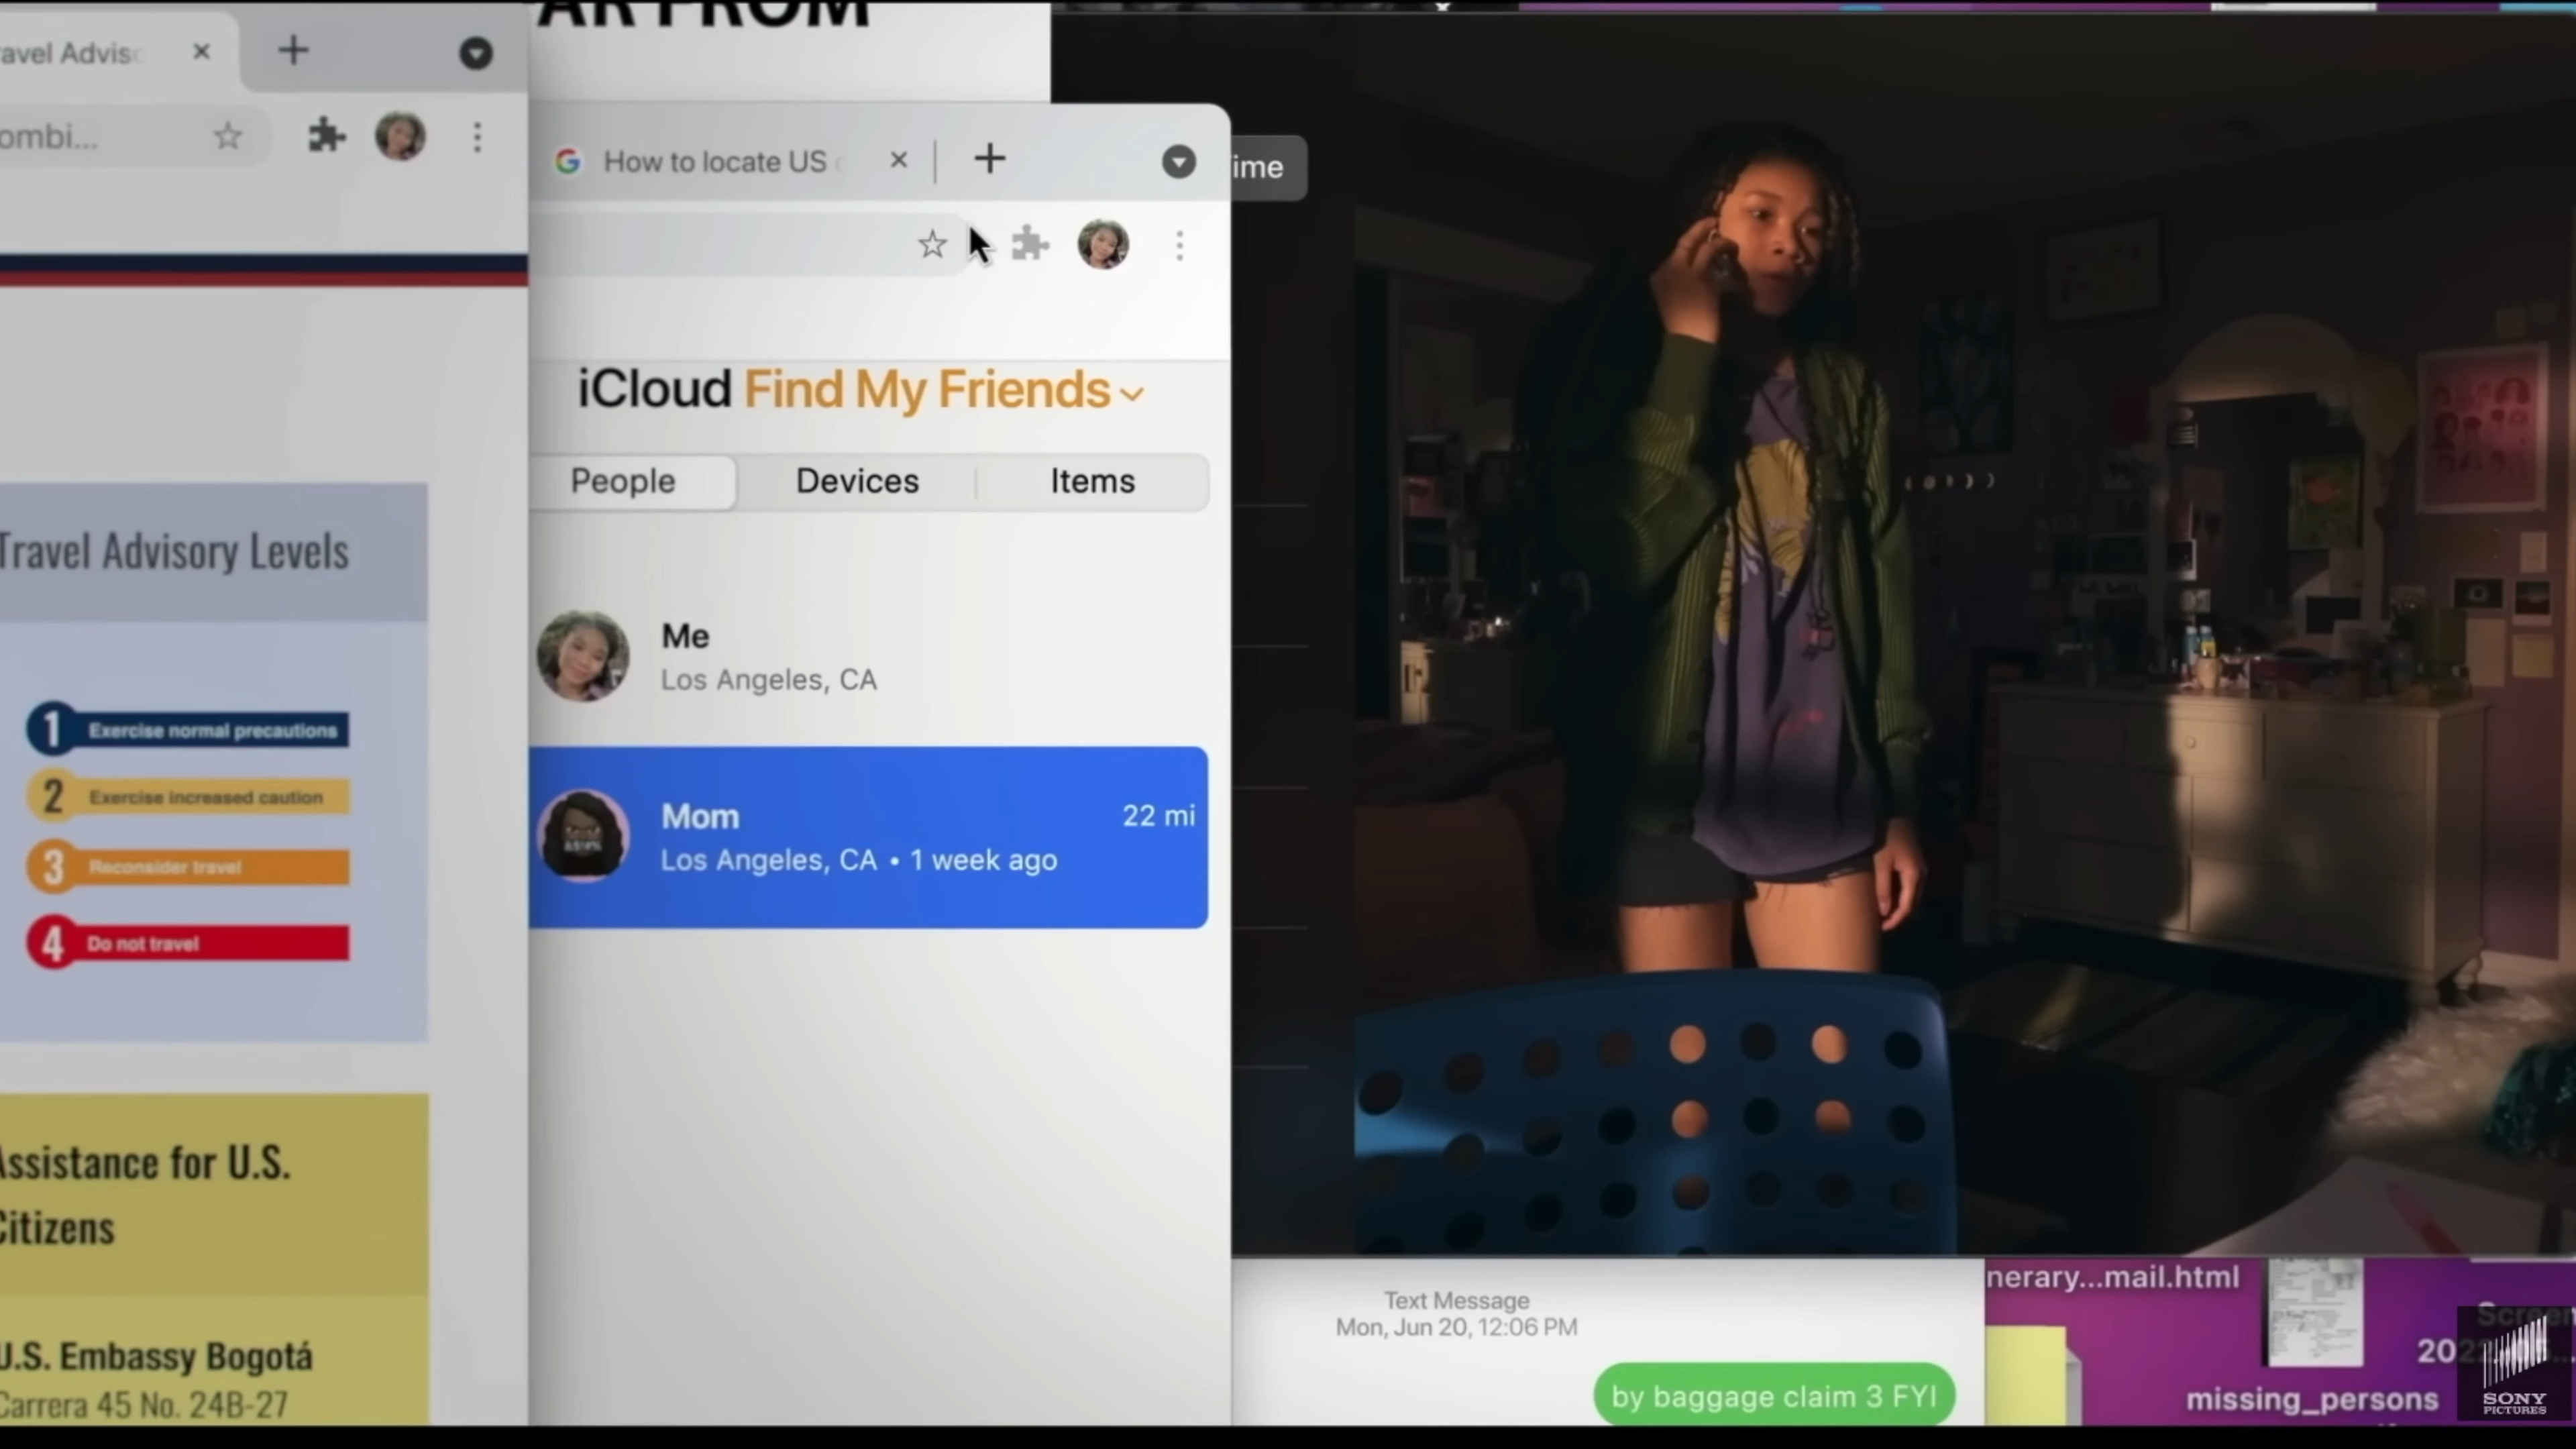 AR FROM
avel Advis
ombi...
How to locate US
ime
iCloud Find My Friends
People
Devices
Items
Me
Los Angeles, CA
Mom
22 mi
Los Angeles, CA • 1 week ago
Travel Advisory Levels
1 Exercise normal precautions
2 Exercise increased caution
3 Reconsider travel
4 Do not travel
Assistance for U.S.
Citizens
U.S. Embassy Bogotá
Carrera 45 No. 24B-27
Text Message
Mon, Jun 20, 12:06 PM
by baggage claim 3 FYI
nerary...mail.html
Screen
missing_persons
SONY
PICTURES